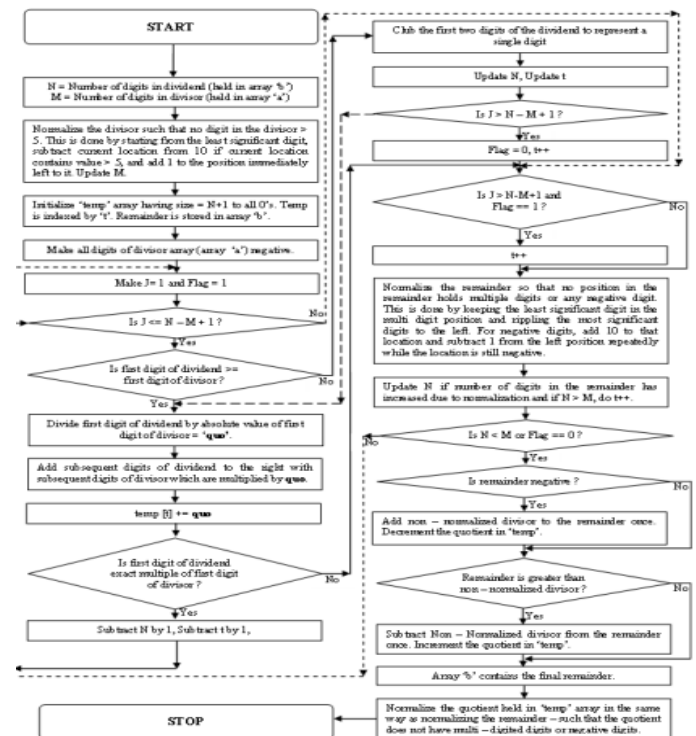 START
N = Number of digits in dividend (held in array 'b')
M = Number of digits in divisor (held in array 'a')
Normalize the divisor such that no digit in the divisor >
5. This is done by starting from the least significant digit,
subtract current location from 10 if current location
contains value > 5, and add 1 to the position immediately
left to it. Update M.
Initialize 'temp' array having size = N+1 to all 0's. Temp
is indexed by 't'. Remainder is stored in array 'b'.
Make all digits of divisor array (array 'a') negative.
Make J= 1 and Flag = 1
No
Is J <= N – M + 1 ?
Yes
Is first digit of dividend >=
first digit of divisor ?
No
Yes
Divide first digit of dividend by absolute value of first
digit of divisor = 'quo'.
Add subsequent digits of dividend to the right with
subsequent digits of divisor which are multiplied by quo.
temp [t] += quo
Is first digit of dividend
exact multiple of first digit
of divisor ?
No
Yes
Subtract N by 1, Subtract t by 1,
STOP
Club the first two digits of the dividend to represent a
single digit
Update N, Update t
Is J > N – M + 1 ?
Yes
Flag = 0, t++
Is J > N-M+1 and
Flag == 1 ?
No
Yes
t++
Normalize the remainder so that no position in the
remainder holds multiple digits or any negative digit.
This is done by keeping the least significant digit in the
multi digit position and rippling the most significant
digits to the left. For negative digits, add 10 to that
location and subtract 1 from the left position repeatedly
while the location is still negative.
Update N if number of digits in the remainder has
increased due to normalization and if N > M, do t++.
Is N < M or Flag == 0 ?
No
Yes
Is remainder negative ?
No
Yes
Add non – normalized divisor to the remainder once.
Decrement the quotient in 'temp'.
Remainder is greater than
non – normalized divisor ?
No
Yes
Subtract Non – Normalized divisor from the remainder
once. Increment the quotient in 'temp'.
Array 'b' contains the final remainder.
Normalize the quotient held in 'temp' array in the same
way as normalizing the remainder – such that the quotient
does not have multi – digited digits or negative digits.